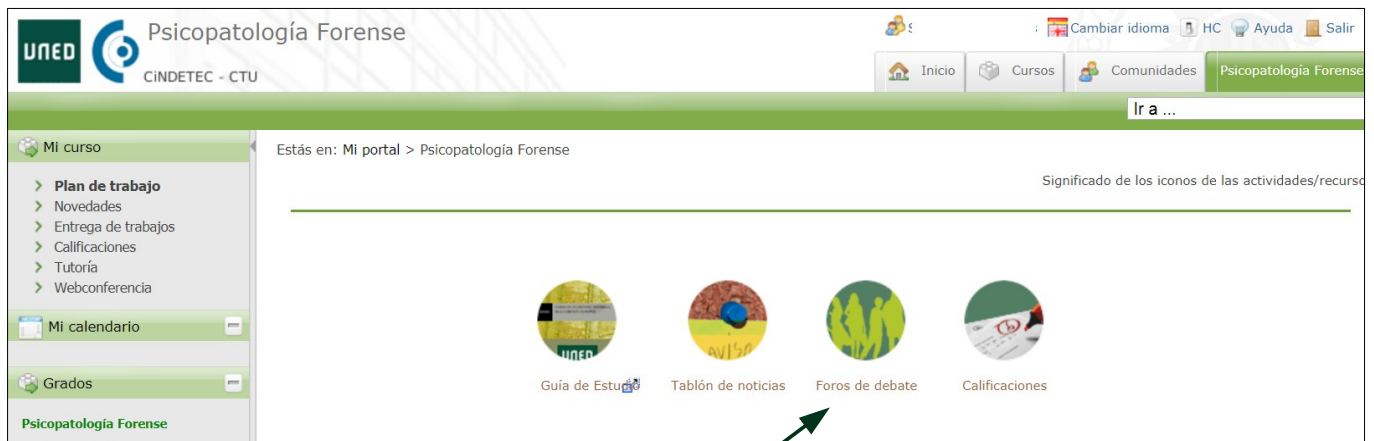 Psicopatología Forense
UNED
CiNDETEC - CTU
Cambiar idioma HC Ayuda Salir
Inicio Cursos Comunidades Psicopatología Forense
Ir a ...
Mi curso
Plan de trabajo
Novedades
Entrega de trabajos
Calificaciones
Tutoría
Webconferencia
Mi calendario
Grados
Psicopatología Forense
Estás en: Mi portal > Psicopatología Forense
Significado de los iconos de las actividades/recurso
UNED
AVISO
Guía de Estudio Tablón de noticias Foros de debate Calificaciones